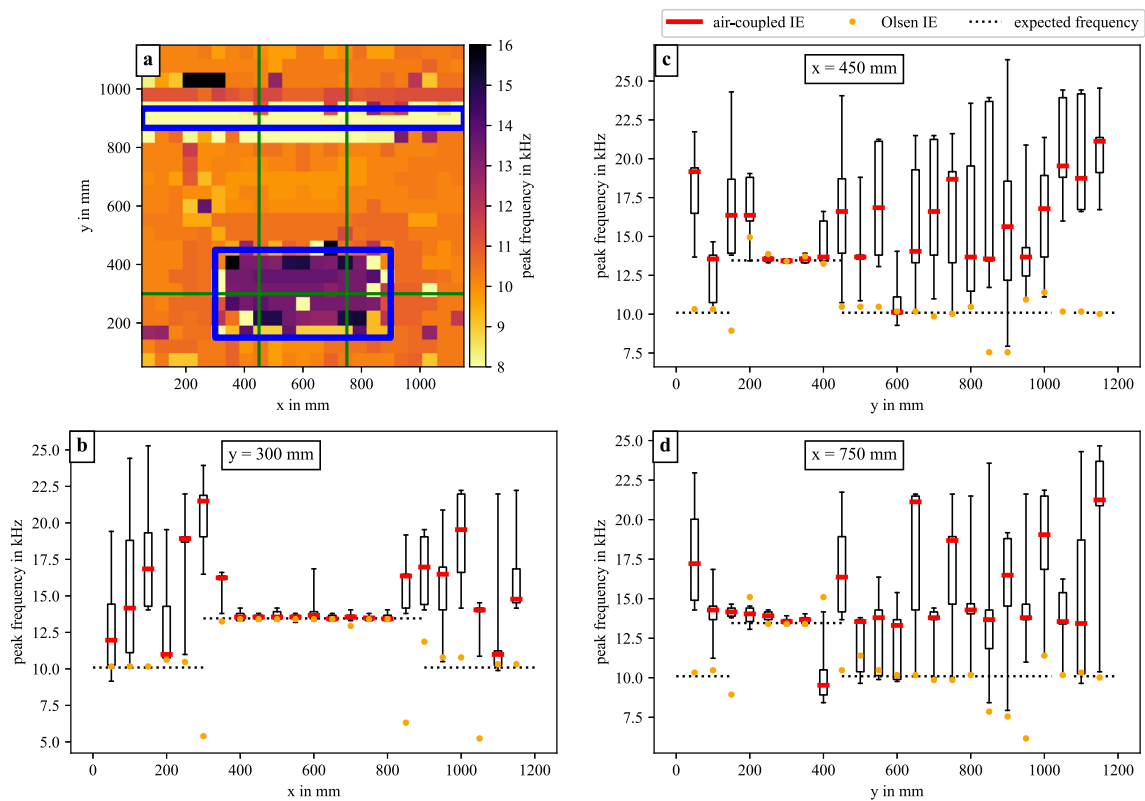 air-coupled IE Olsen IE expected frequency
a
1000
800
600
400
200
y in mm
200 400 600 800 1000
x in mm
16
15
14
13
12
11
10
9
8
peak frequency in kHz
c
x = 450 mm
25.0
22.5
20.0
17.5
15.0
12.5
10.0
7.5
peak frequency in kHz
0 200 400 600 800 1000 1200
y in mm
b
y = 300 mm
25.0
22.5
20.0
17.5
15.0
12.5
10.0
7.5
5.0
peak frequency in kHz
0 200 400 600 800 1000 1200
x in mm
d
x = 750 mm
25.0
22.5
20.0
17.5
15.0
12.5
10.0
7.5
peak frequency in kHz
0 200 400 600 800 1000 1200
y in mm